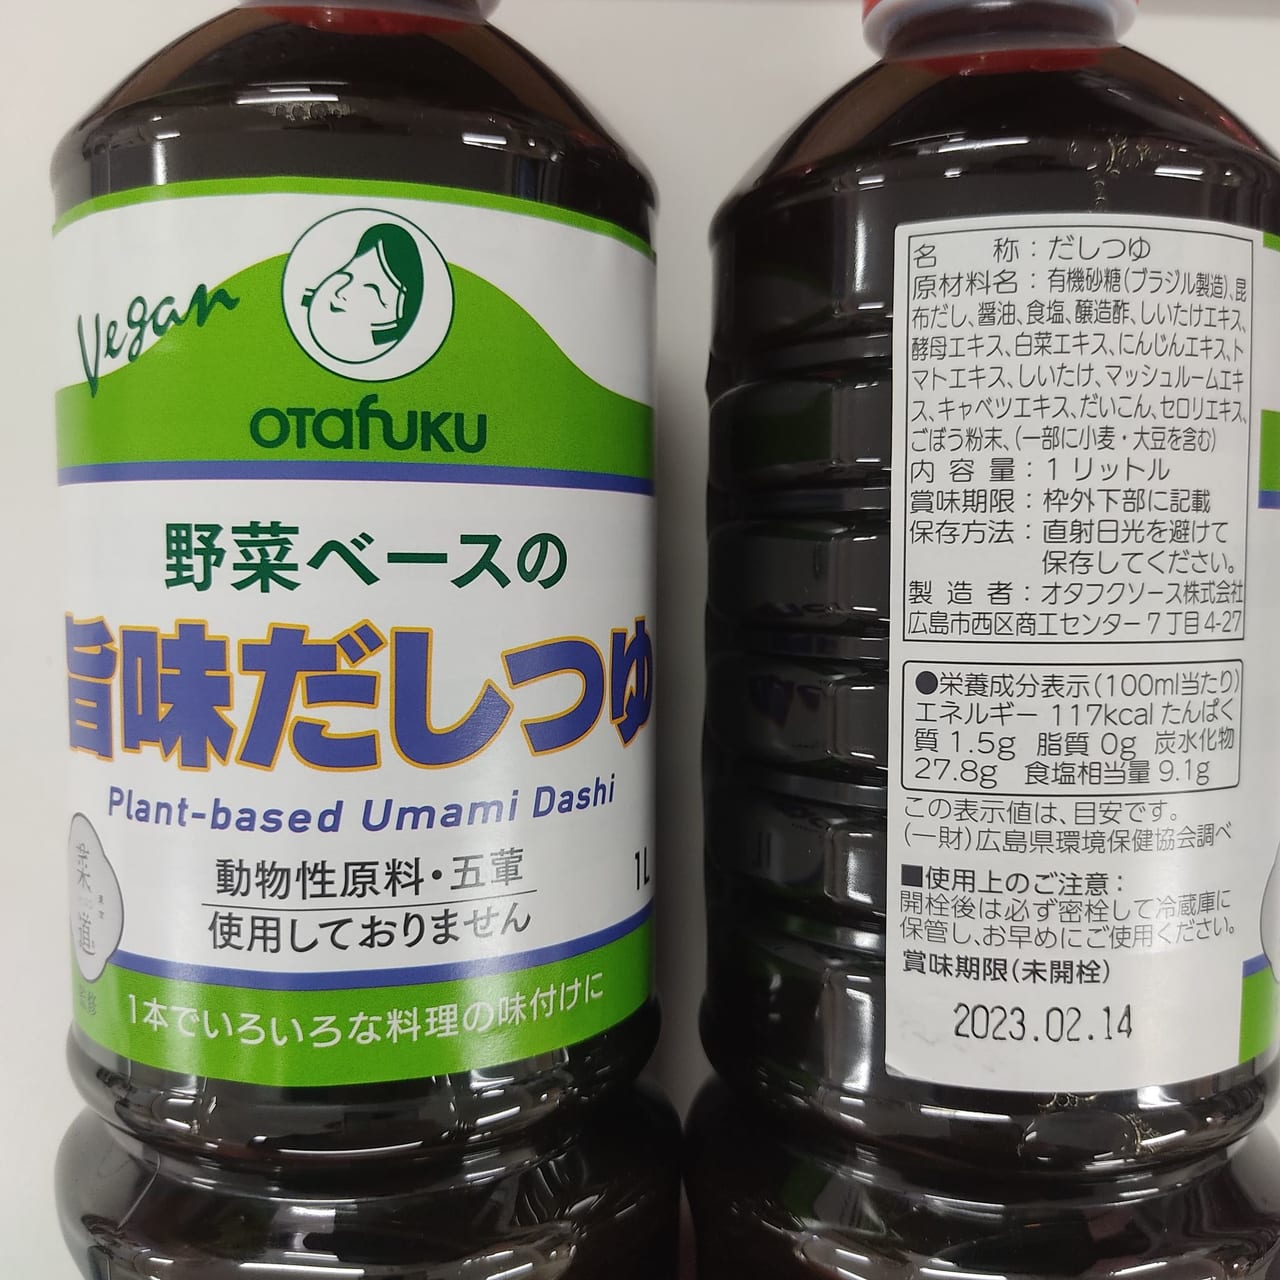 Vegan
OTAFUKU
野菜ベースの
旨味だしつゆ
Plant-based Umami Dashi
動物性原料・五葷
使用しておりません
1L
菜
道
監修
1本でいろいろな料理の味付けに
名 称：だしつゆ
原材料名：有機砂糖(ブラジル製造)、昆
布だし、醤油、食塩、醸造酢、しいたけエキス、
酵母エキス、白菜エキス、にんじんエキス、ト
マトエキス、しいたけ、マッシュルームエキ
ス、キャベツエキス、だいこん、セロリエキス、
ごぼう粉末、(一部に小麦・大豆を含む)
内容量：1リットル
賞味期限：枠外下部に記載
保存方法：直射日光を避けて
保存してください。
製造者：オタフクソース株式会社
広島市西区商工センター7丁目4-27
●栄養成分表示(100ml当たり)
エネルギー 117kcal たんぱく
質 1.5g 脂質 0g 炭水化物
27.8g 食塩相当量 9.1g
この表示値は、目安です。
(一財)広島県環境保健協会調べ
■使用上のご注意：
開栓後は必ず密栓して冷蔵庫に
保管し、お早めにご使用ください。
賞味期限(未開栓)
2023.02.14